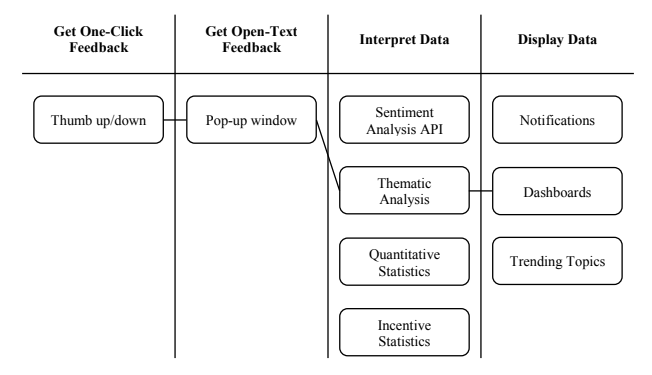 Get One-Click
Feedback
Get Open-Text
Feedback
Interpret Data
Display Data
Thumb up/down
Pop-up window
Sentiment
Analysis API
Notifications
Thematic
Analysis
Dashboards
Quantitative
Statistics
Trending Topics
Incentive
Statistics